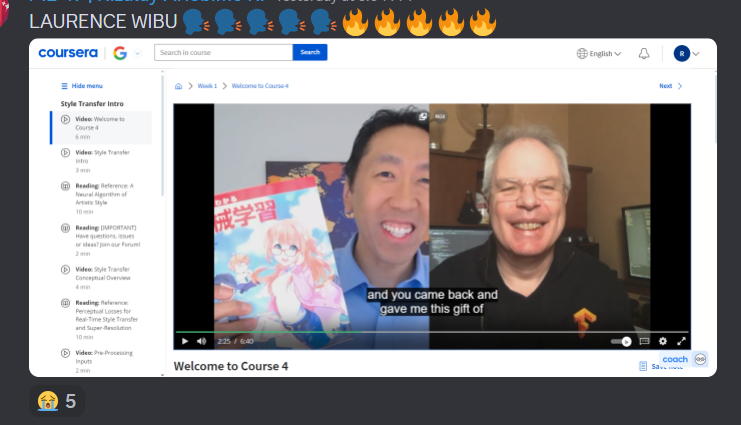 LAURENCE WIBU 🗣️🗣️🗣️🗣️🗣️🔥🔥🔥🔥🔥
coursera
G
Search in course
Search
English
R
Hide menu
Week 1 > Welcome to Course 4
Next
Style Transfer Intro
Video: Welcome to
Course 4
6 min
Video: Style Transfer
Intro
3 min
Reading: Reference: A
Neural Algorithm of
Artistic Style
10 min
Reading: [IMPORTANT]
Have questions, issues
or ideas? Join our Forum!
2 min
Video: Style Transfer
Conceptual Overview
4 min
Reading: Reference:
Perceptual Losses for
Real-Time Style Transfer
and Super-Resolution
10 min
Video: Pre-Processing
Inputs
2 min
械学習
and you came back and
gave me this gift of
2:25 / 6:40
coach
Welcome to Course 4
😭 5